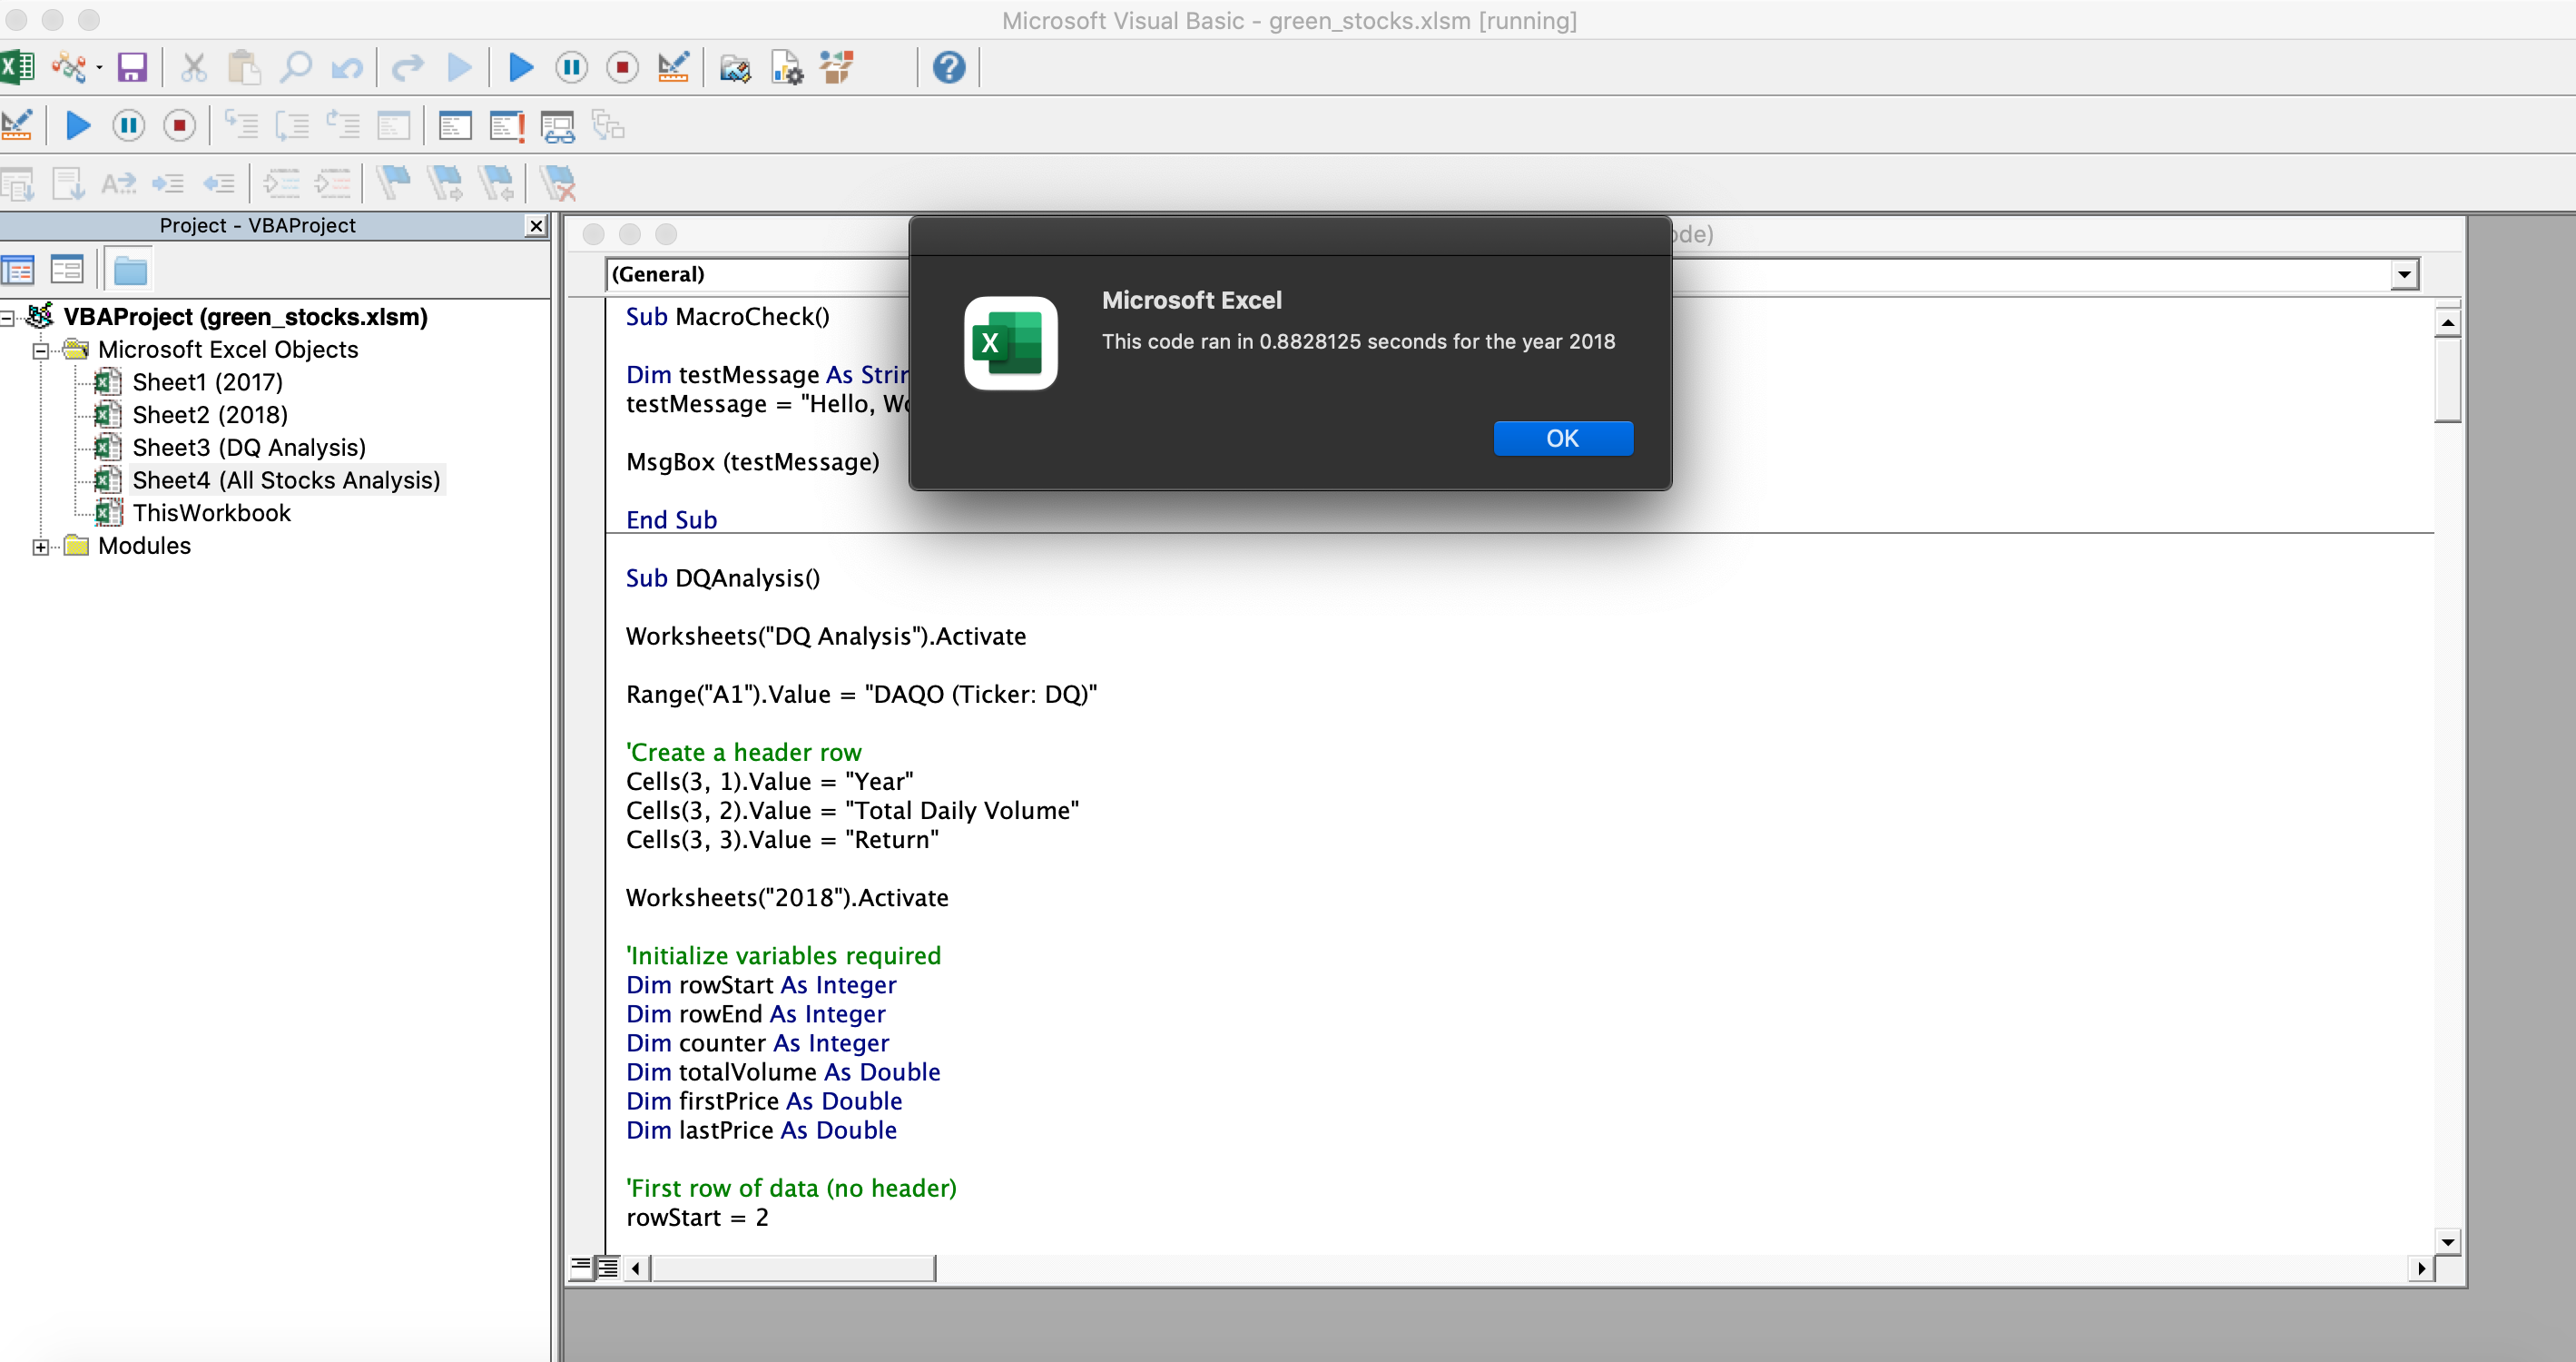 Microsoft Visual Basic - green_stocks.xlsm [running]
Project - VBAProject
VBAProject (green_stocks.xlsm)
Microsoft Excel Objects
Sheet1 (2017)
Sheet2 (2018)
Sheet3 (DQ Analysis)
Sheet4 (All Stocks Analysis)
ThisWorkbook
Modules
(General)
Microsoft Excel
This code ran in 0.8828125 seconds for the year 2018
OK
Sub MacroCheck()
Dim testMessage As
testMessage = "Hello,
MsgBox (testMessage)
End Sub
Sub DQAnalysis()
Worksheets("DQ Analysis").Activate
Range("A1").Value = "DAQO (Ticker: DQ)"
'Create a header row
Cells(3, 1).Value = "Year"
Cells(3, 2).Value = "Total Daily Volume"
Cells(3, 3).Value = "Return"
Worksheets("2018").Activate
'Initialize variables required
Dim rowStart As Integer
Dim rowEnd As Integer
Dim counter As Integer
Dim totalVolume As Double
Dim firstPrice As Double
Dim lastPrice As Double
'First row of data (no header)
rowStart = 2